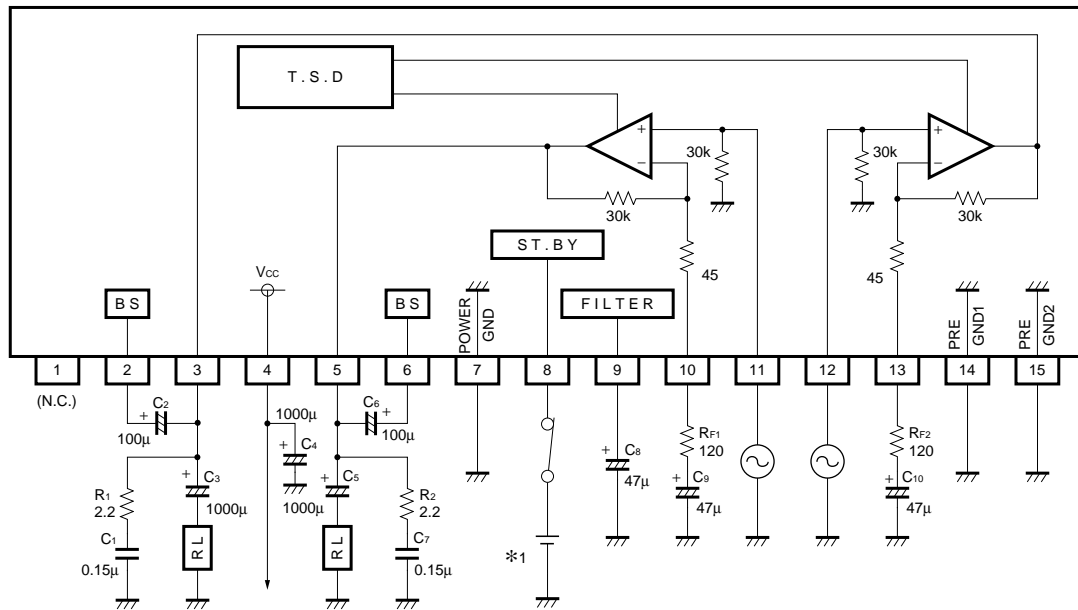 T.S.D
+
−
30k
30k
45
+
−
30k
30k
45
ST.BY
FILTER
VCC
BS
BS
POWER
GND
PRE
GND1
PRE
GND2
1
2
3
4
5
6
7
8
9
10
11
12
13
14
15
(N.C.)
+
C2
100μ
1000μ
+
C4
C6
+
100μ
R1
2.2
+
C3
1000μ
C1
0.15μ
RL
+
C5
1000μ
RL
R2
2.2
C7
0.15μ
*1
+
C8
47μ
RF1
120
+
C9
47μ
RF2
120
+
C10
47μ